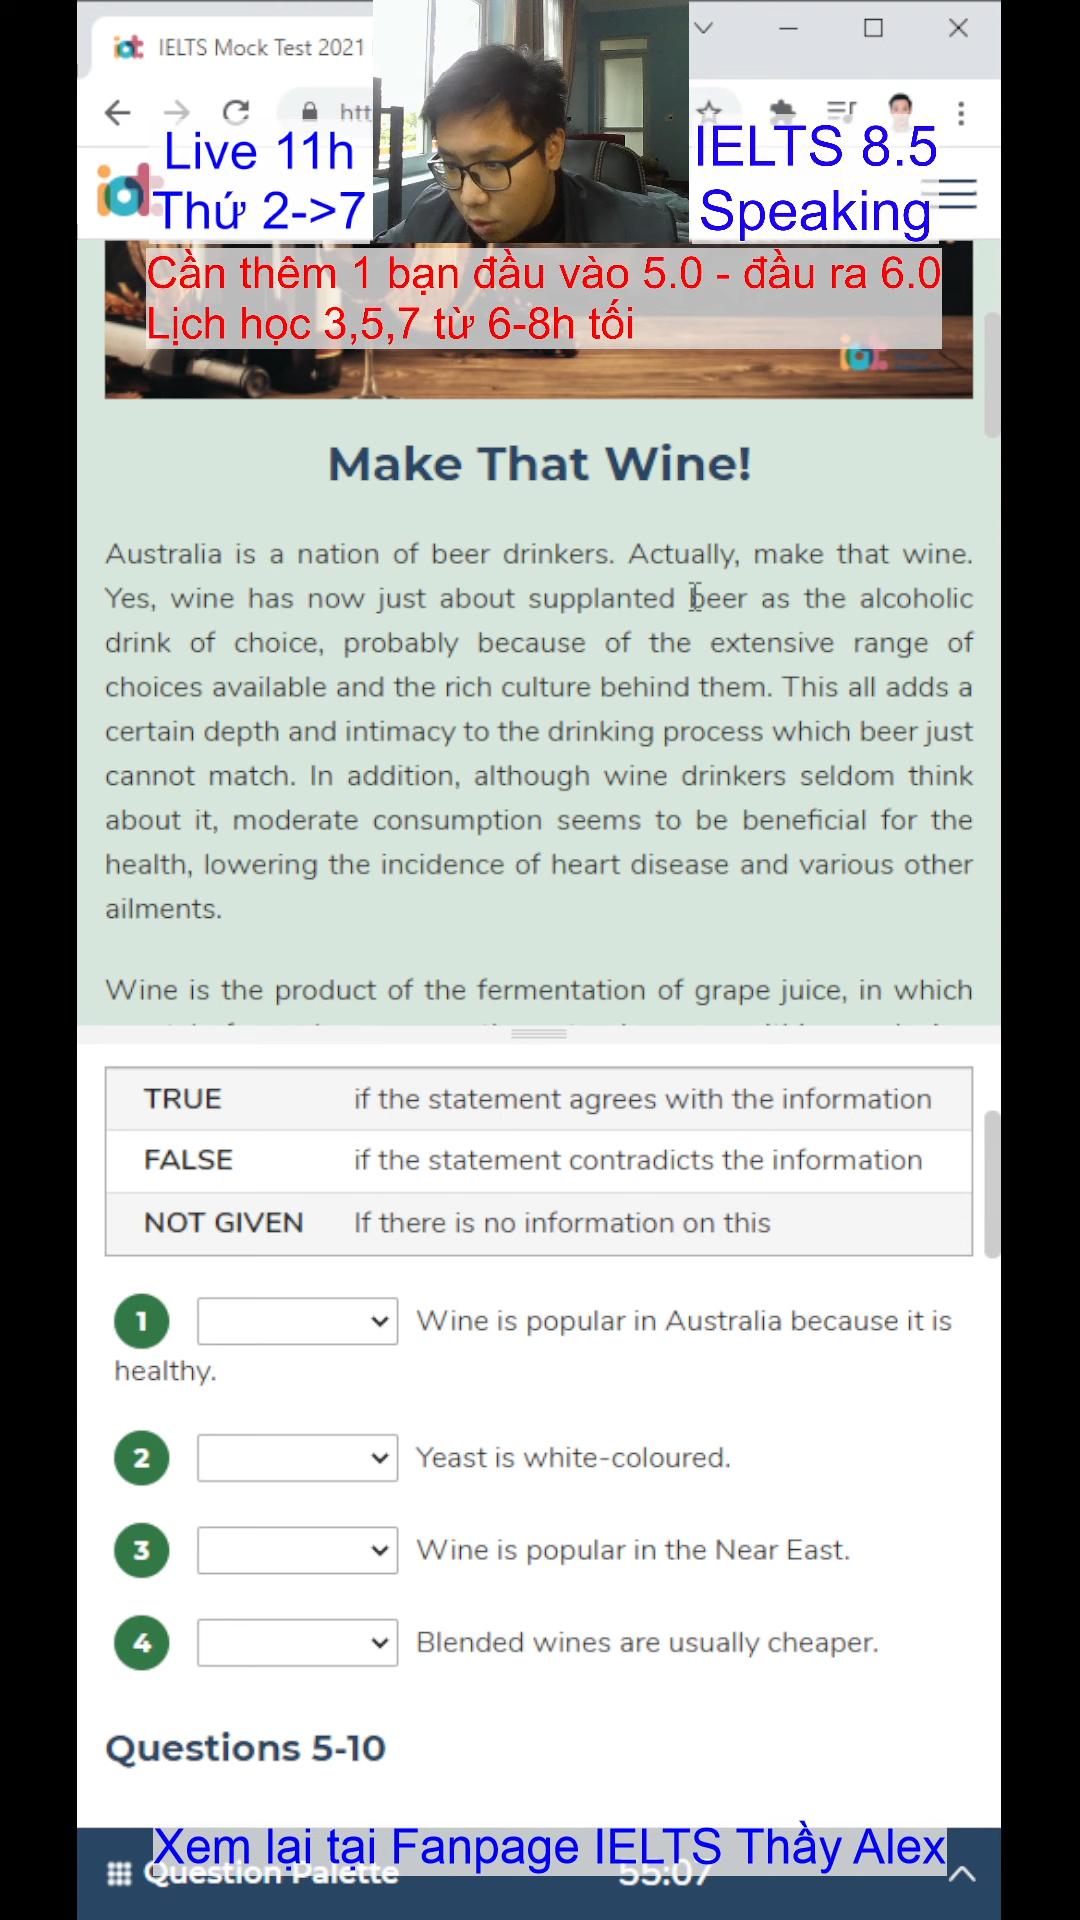 IELTS Mock Test 2021
Live 11h
Thứ 2->7
IELTS 8.5
Speaking
iot
Cần thêm 1 bạn đầu vào 5.0 - đầu ra 6.0
Lịch học 3,5,7 từ 6-8h tối
Make That Wine!
Australia is a nation of beer drinkers. Actually, make that wine.
Yes, wine has now just about supplanted beer as the alcoholic
drink of choice, probably because of the extensive range of
choices available and the rich culture behind them. This all adds a
certain depth and intimacy to the drinking process which beer just
cannot match. In addition, although wine drinkers seldom think
about it, moderate consumption seems to be beneficial for the
health, lowering the incidence of heart disease and various other
ailments.
Wine is the product of the fermentation of grape juice, in which
TRUE if the statement agrees with the information
FALSE if the statement contradicts the information
NOT GIVEN If there is no information on this
1 Wine is popular in Australia because it is
healthy.
2 Yeast is white-coloured.
3 Wine is popular in the Near East.
4 Blended wines are usually cheaper.
Questions 5-10
Xem lại tại Fanpage IELTS Thầy Alex
Question Palette 55:07